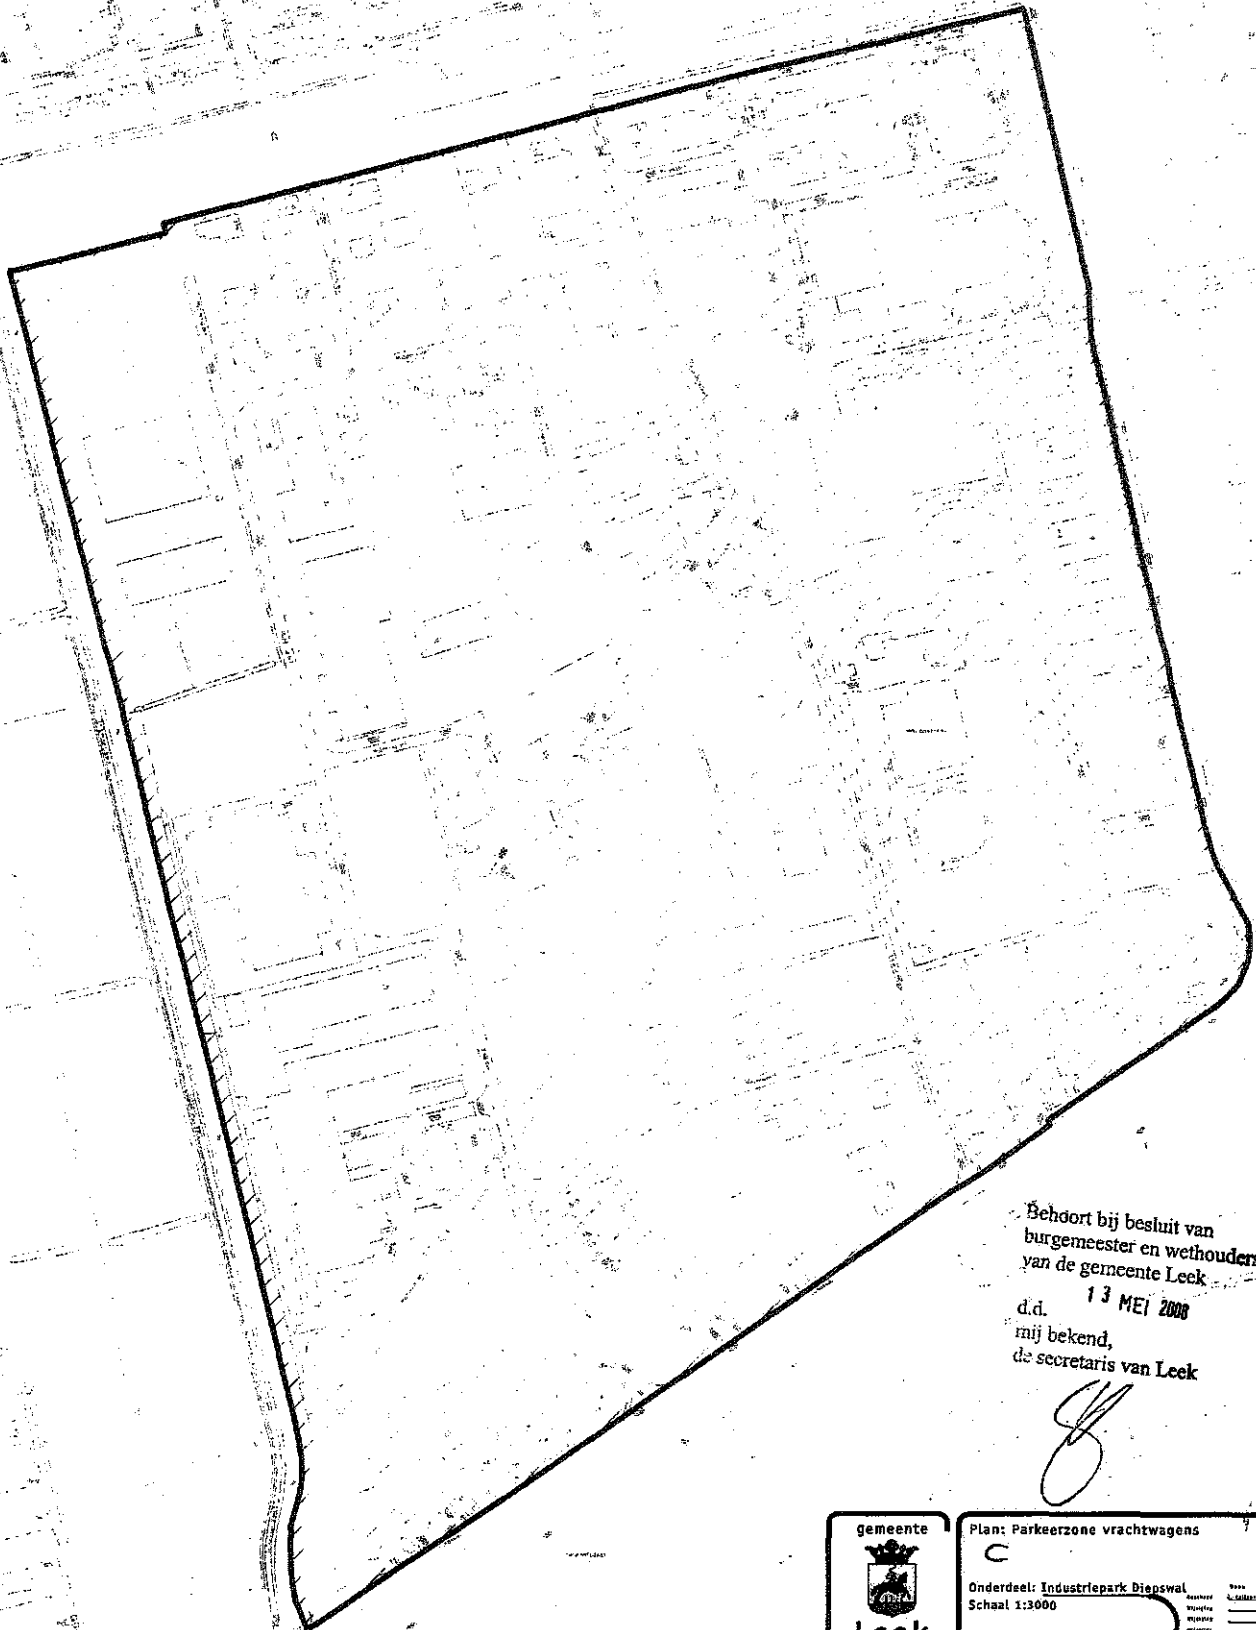 Behoort bij besluit van
burgemeester en wethouders
van de gemeente Leek
13 MEI 2008
d.d.
mij bekend,
de secretaris van Leek
gemeente
Leek
Plan: Parkeerzone vrachtwagens
C
Onderdeel: Industriepark Diepswal
Schaal 1:3000